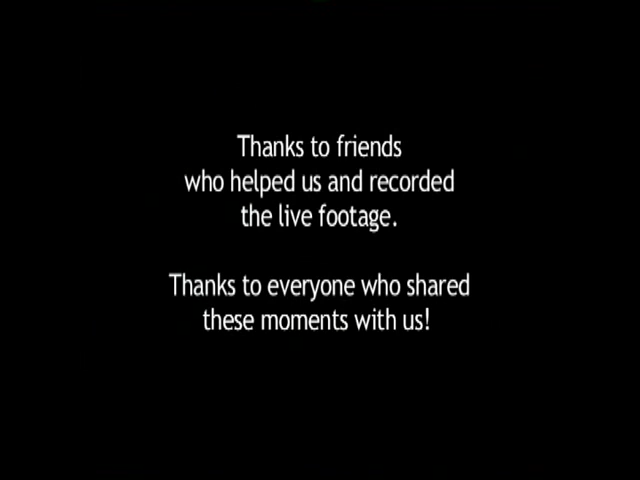 Thanks to friends
who helped us and recorded
the live footage.
Thanks to everyone who shared
these moments with us!